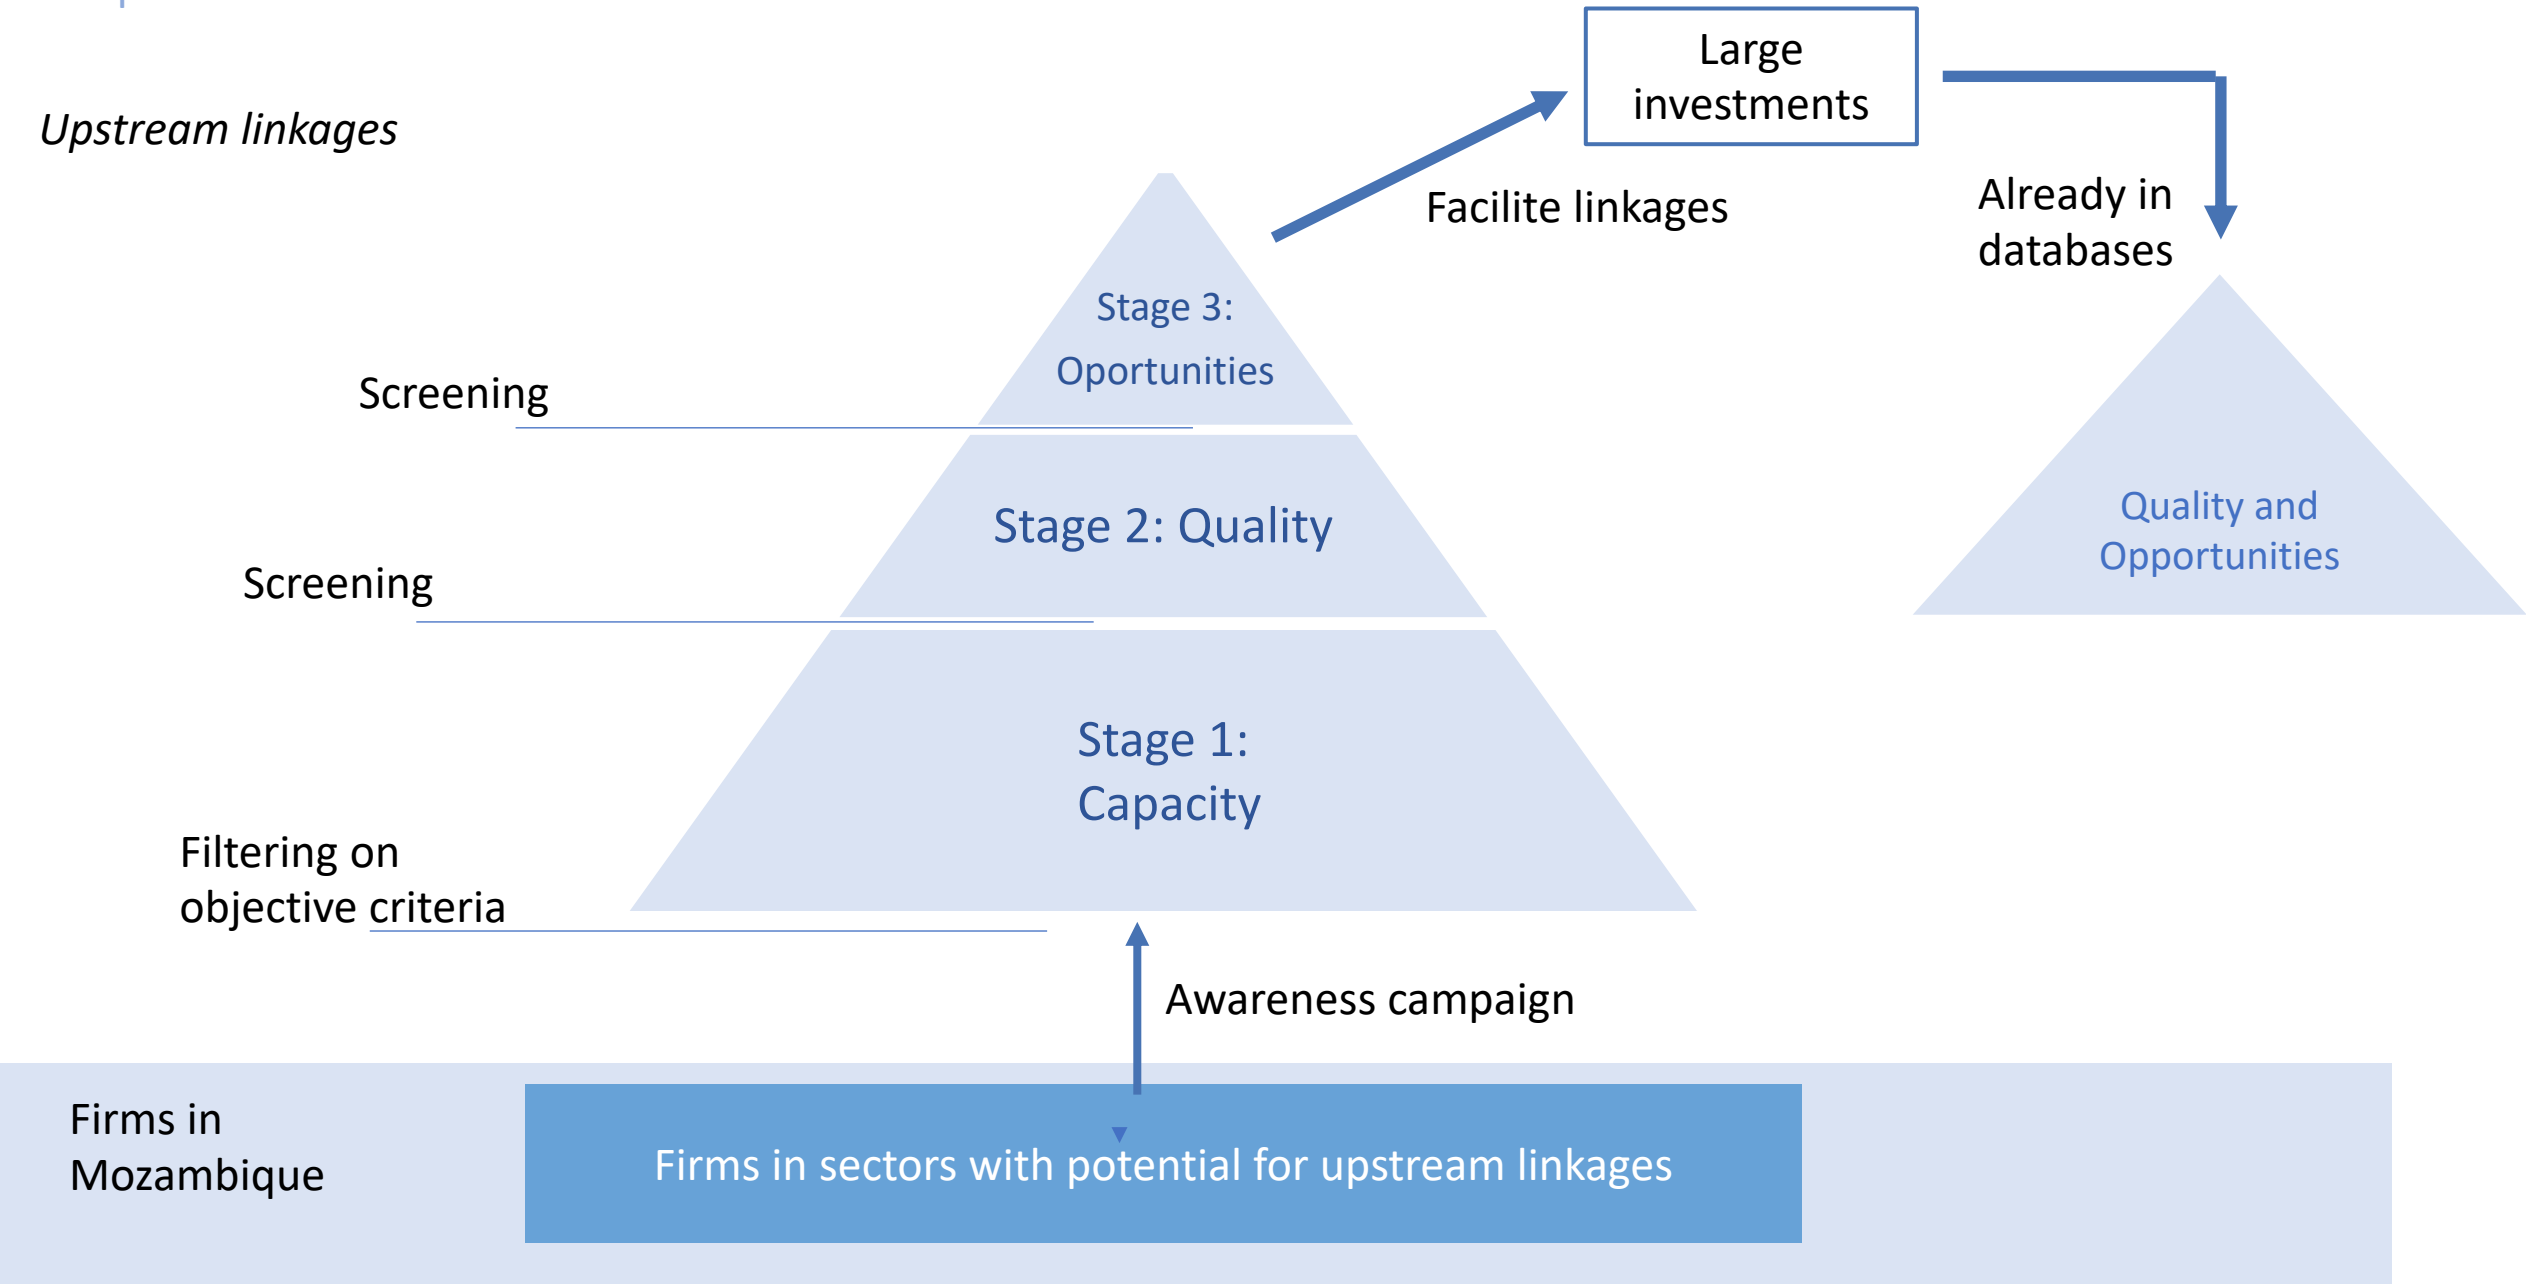 Large
investments
Upstream linkages
Facilite linkages
Already in
databases
Stage 3:
Oportunities
Screening
Quality and
Opportunities
Stage 2: Quality
Screening
Stage 1:
Capacity
Filtering on
objective criteria
Awareness campaign
Firms in
Mozambique
Firms in sectors with potential for upstream linkages